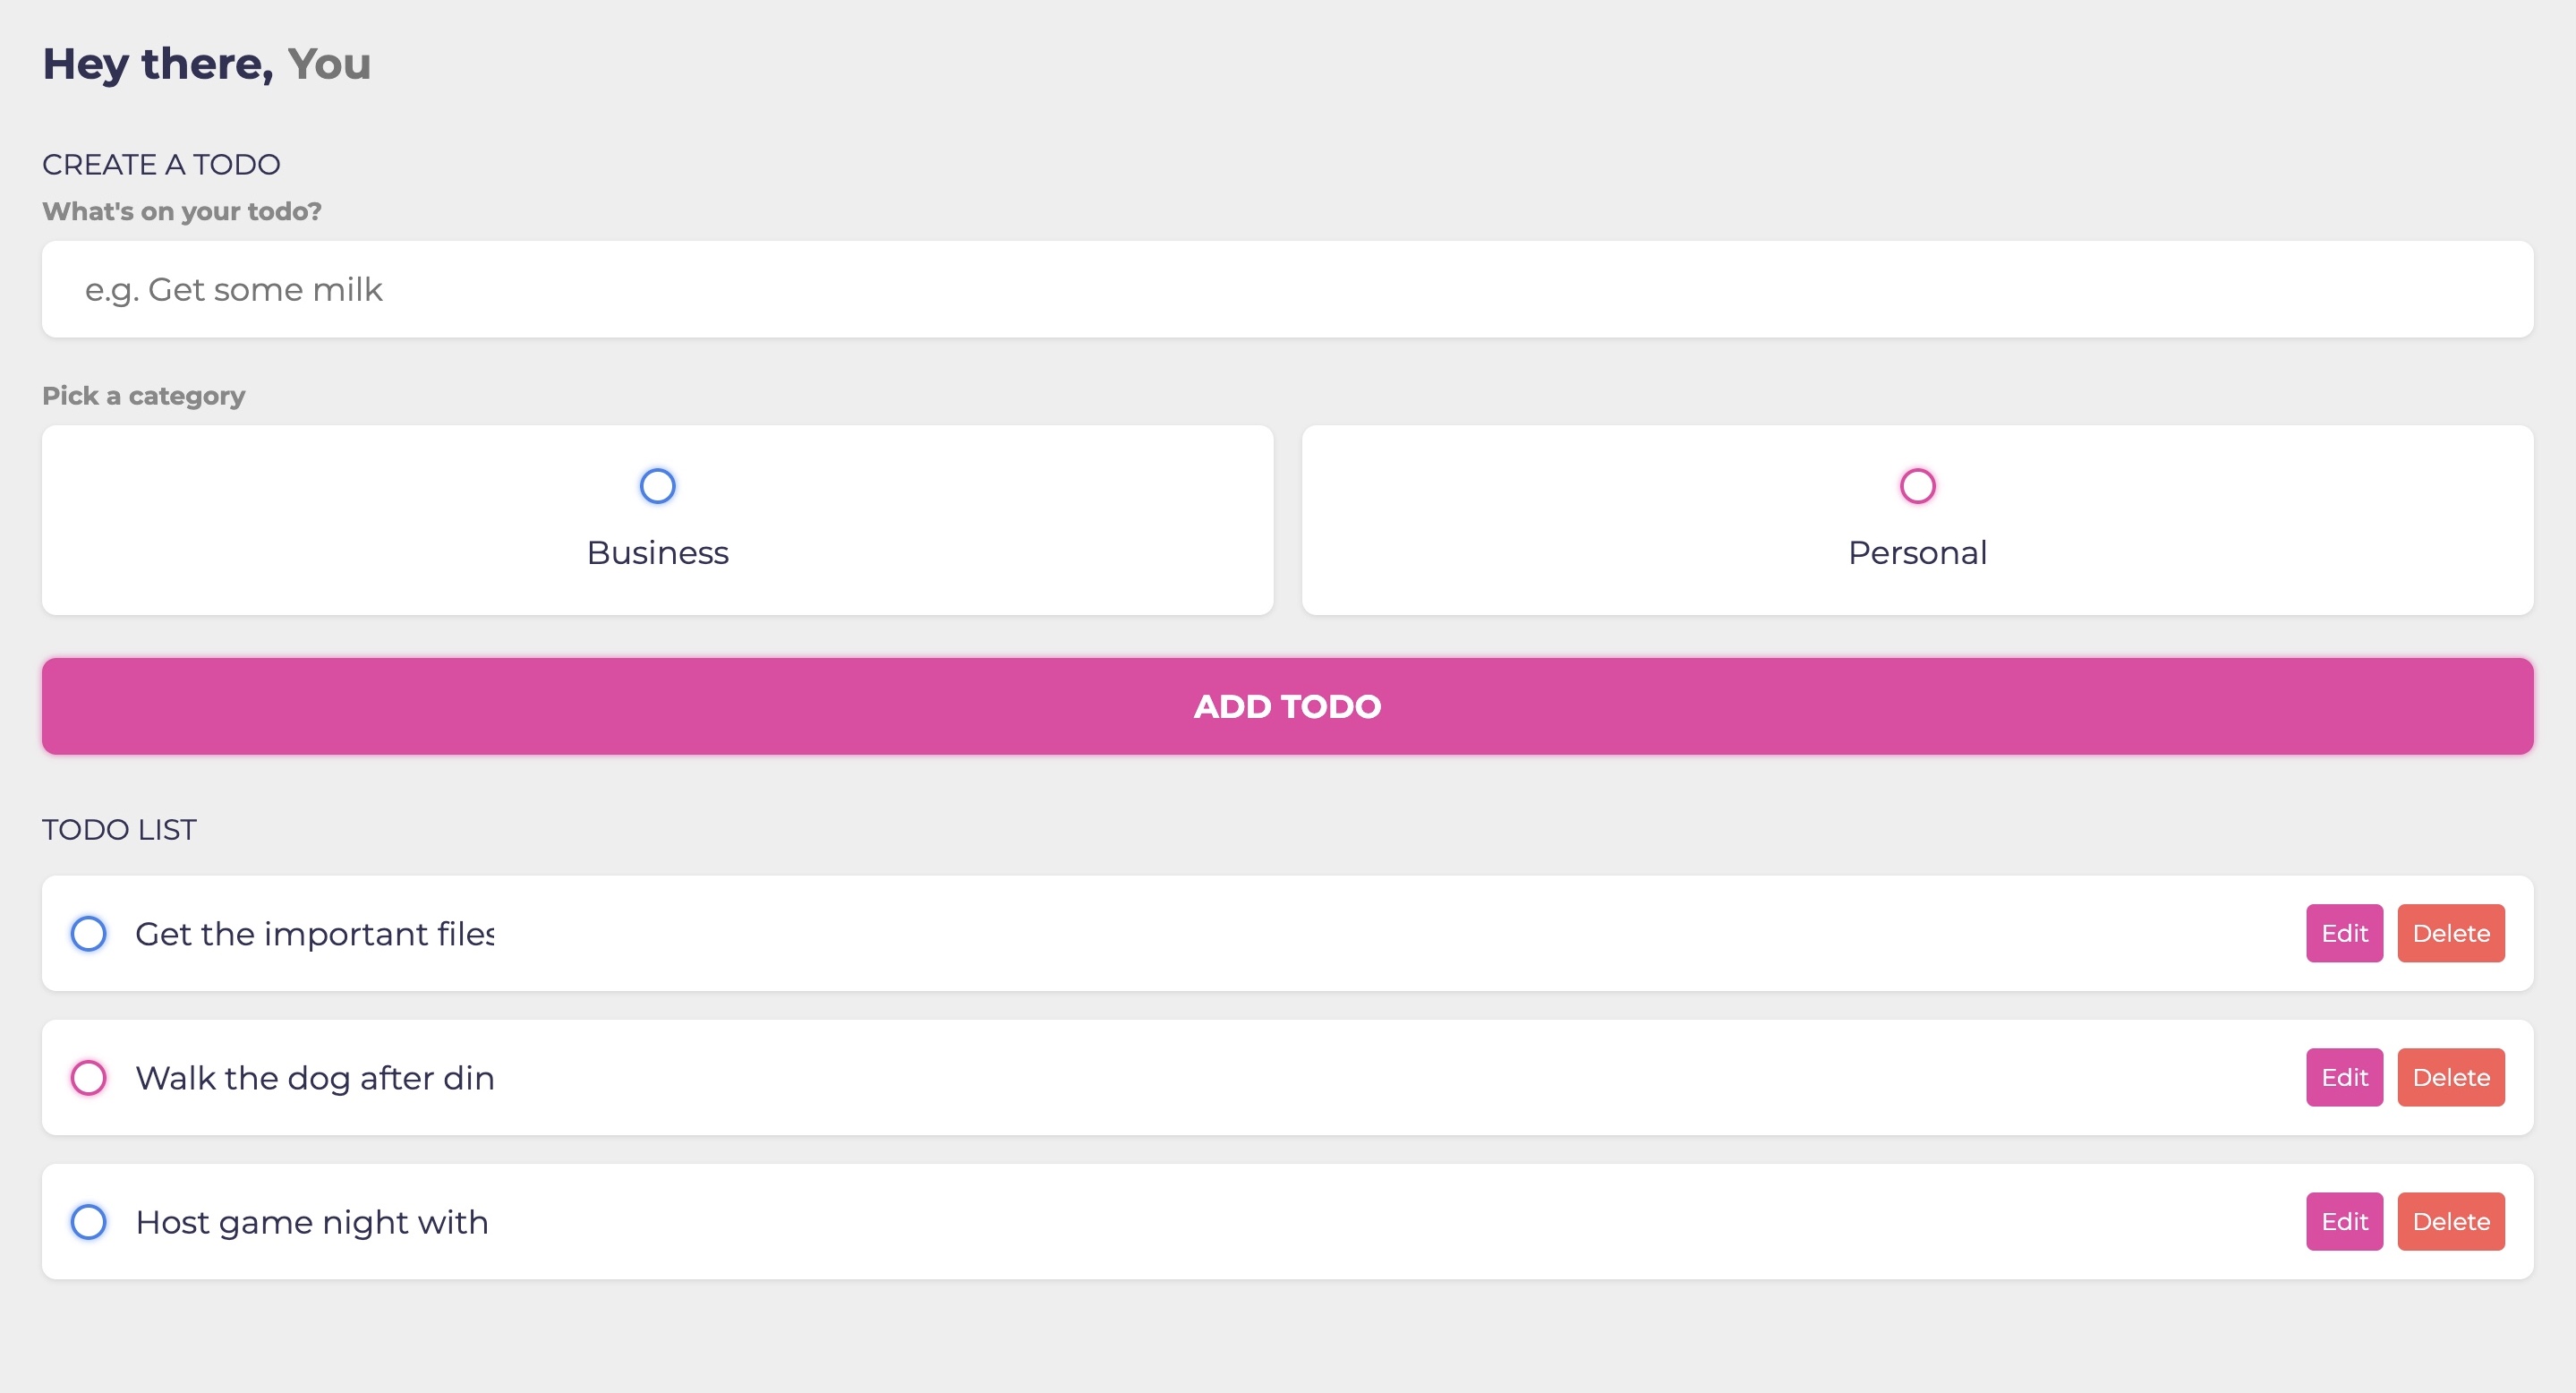 Hey there, You
CREATE A TODO
What's on your todo?
e.g. Get some milk
Pick a category
Business
Personal
ADD TODO
TODO LIST
Get the important files
Edit
Delete
Walk the dog after din
Edit
Delete
Host game night with
Edit
Delete